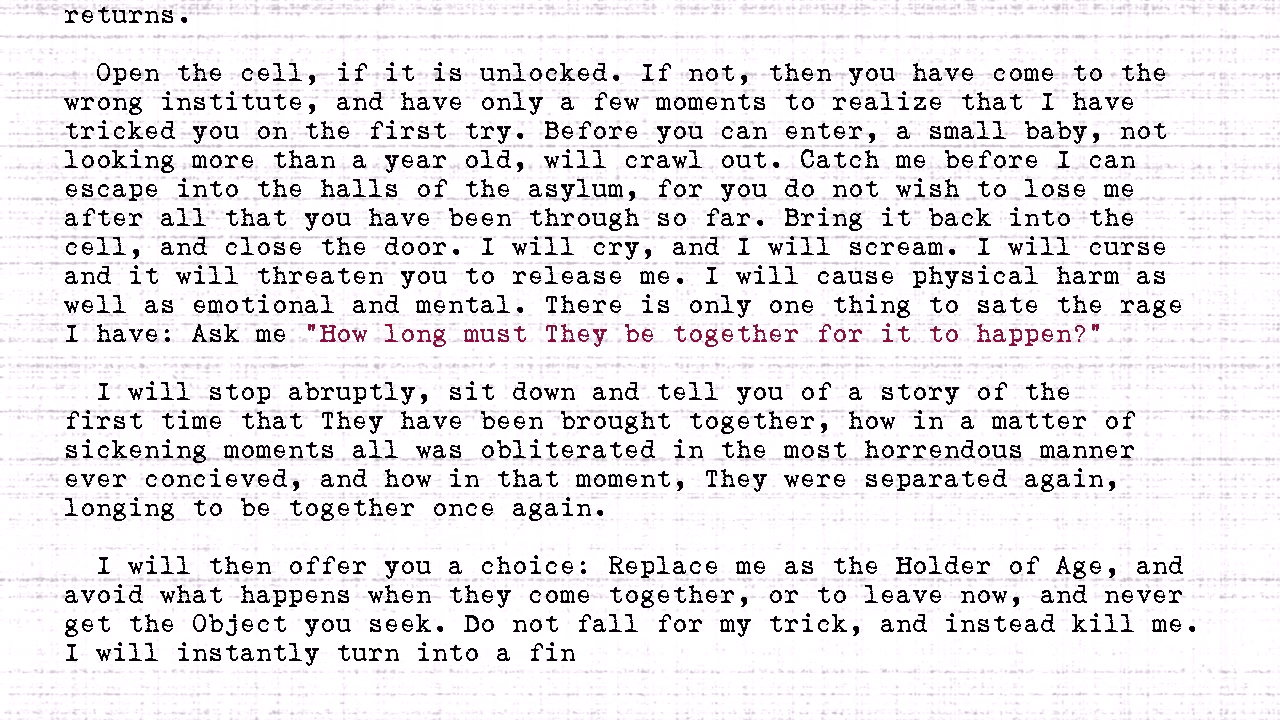 returns.
Open the cell, if it is unlocked. If not, then you have come to the
wrong institute, and have only a few moments to realize that I have
tricked you on the first try. Before you can enter, a small baby, not
looking more than a year old, will crawl out. Catch me before I can
escape into the halls of the asylum, for you do not wish to lose me
after all that you have been through so far. Bring it back into the
cell, and close the door. I will cry, and I will scream. I will curse
and it will threaten you to release me. I will cause physical harm as
well as emotional and mental. There is only one thing to sate the rage
I have: Ask me "How long must They be together for it to happen?"
I will stop abruptly, sit down and tell you of a story of the
first time that They have been brought together, how in a matter of
sickening moments all was obliterated in the most horrendous manner
ever concieved, and how in that moment, They were separated again,
longing to be together once again.
I will then offer you a choice: Replace me as the Holder of Age, and
avoid what happens when they come together, or to leave now, and never
get the Object you seek. Do not fall for my trick, and instead kill me.
I will instantly turn into a fin